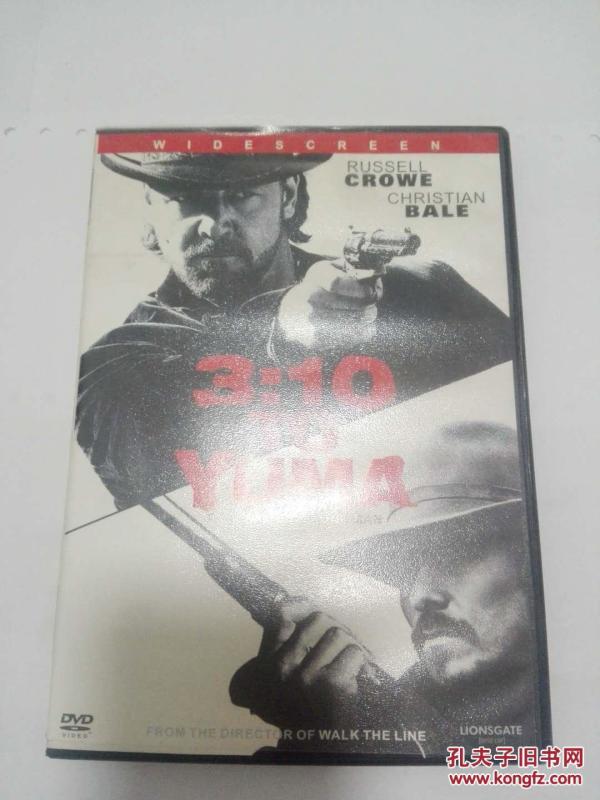 WIDESCREEN
RUSSELL
CROWE
CHRISTIAN
BALE
3:10
TO
YUMA
DVD
VIDEO
FROM THE DIRECTOR OF WALK THE LINE
LIONSGATE
孔夫子旧书网
www.kongfz.com